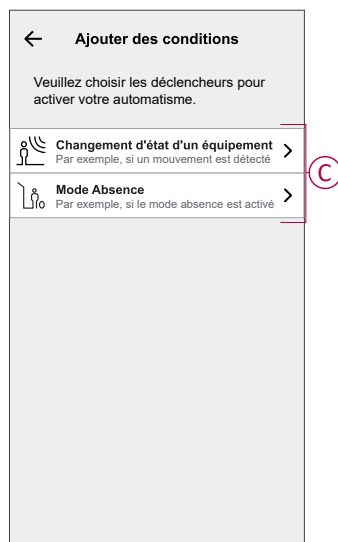 Ajouter des conditions
Veuillez choisir les déclencheurs pour
activer votre automatisme.
Changement d'état d'un équipement
Par exemple, si un mouvement est détecté
Mode Absence
Par exemple, si le mode absence est activé
C